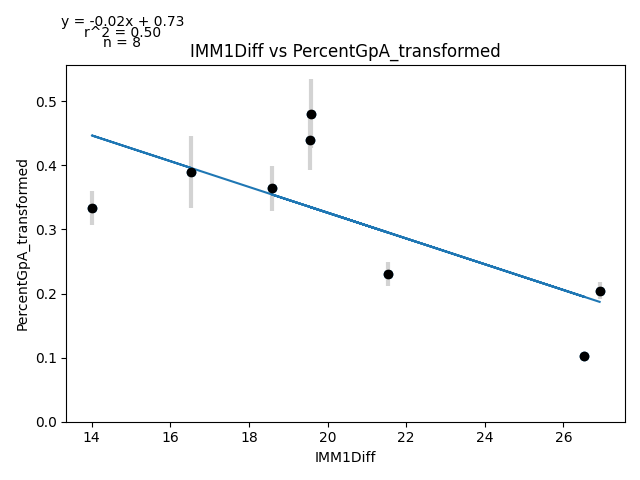 y = -0.02x + 0.73
r^2 = 0.50
n = 8
IMM1Diff vs PercentGpA_transformed
PercentGpA_transformed
0.5
0.4
0.3
0.2
0.1
0.0
14 16 18 20 22 24 26
IMM1Diff